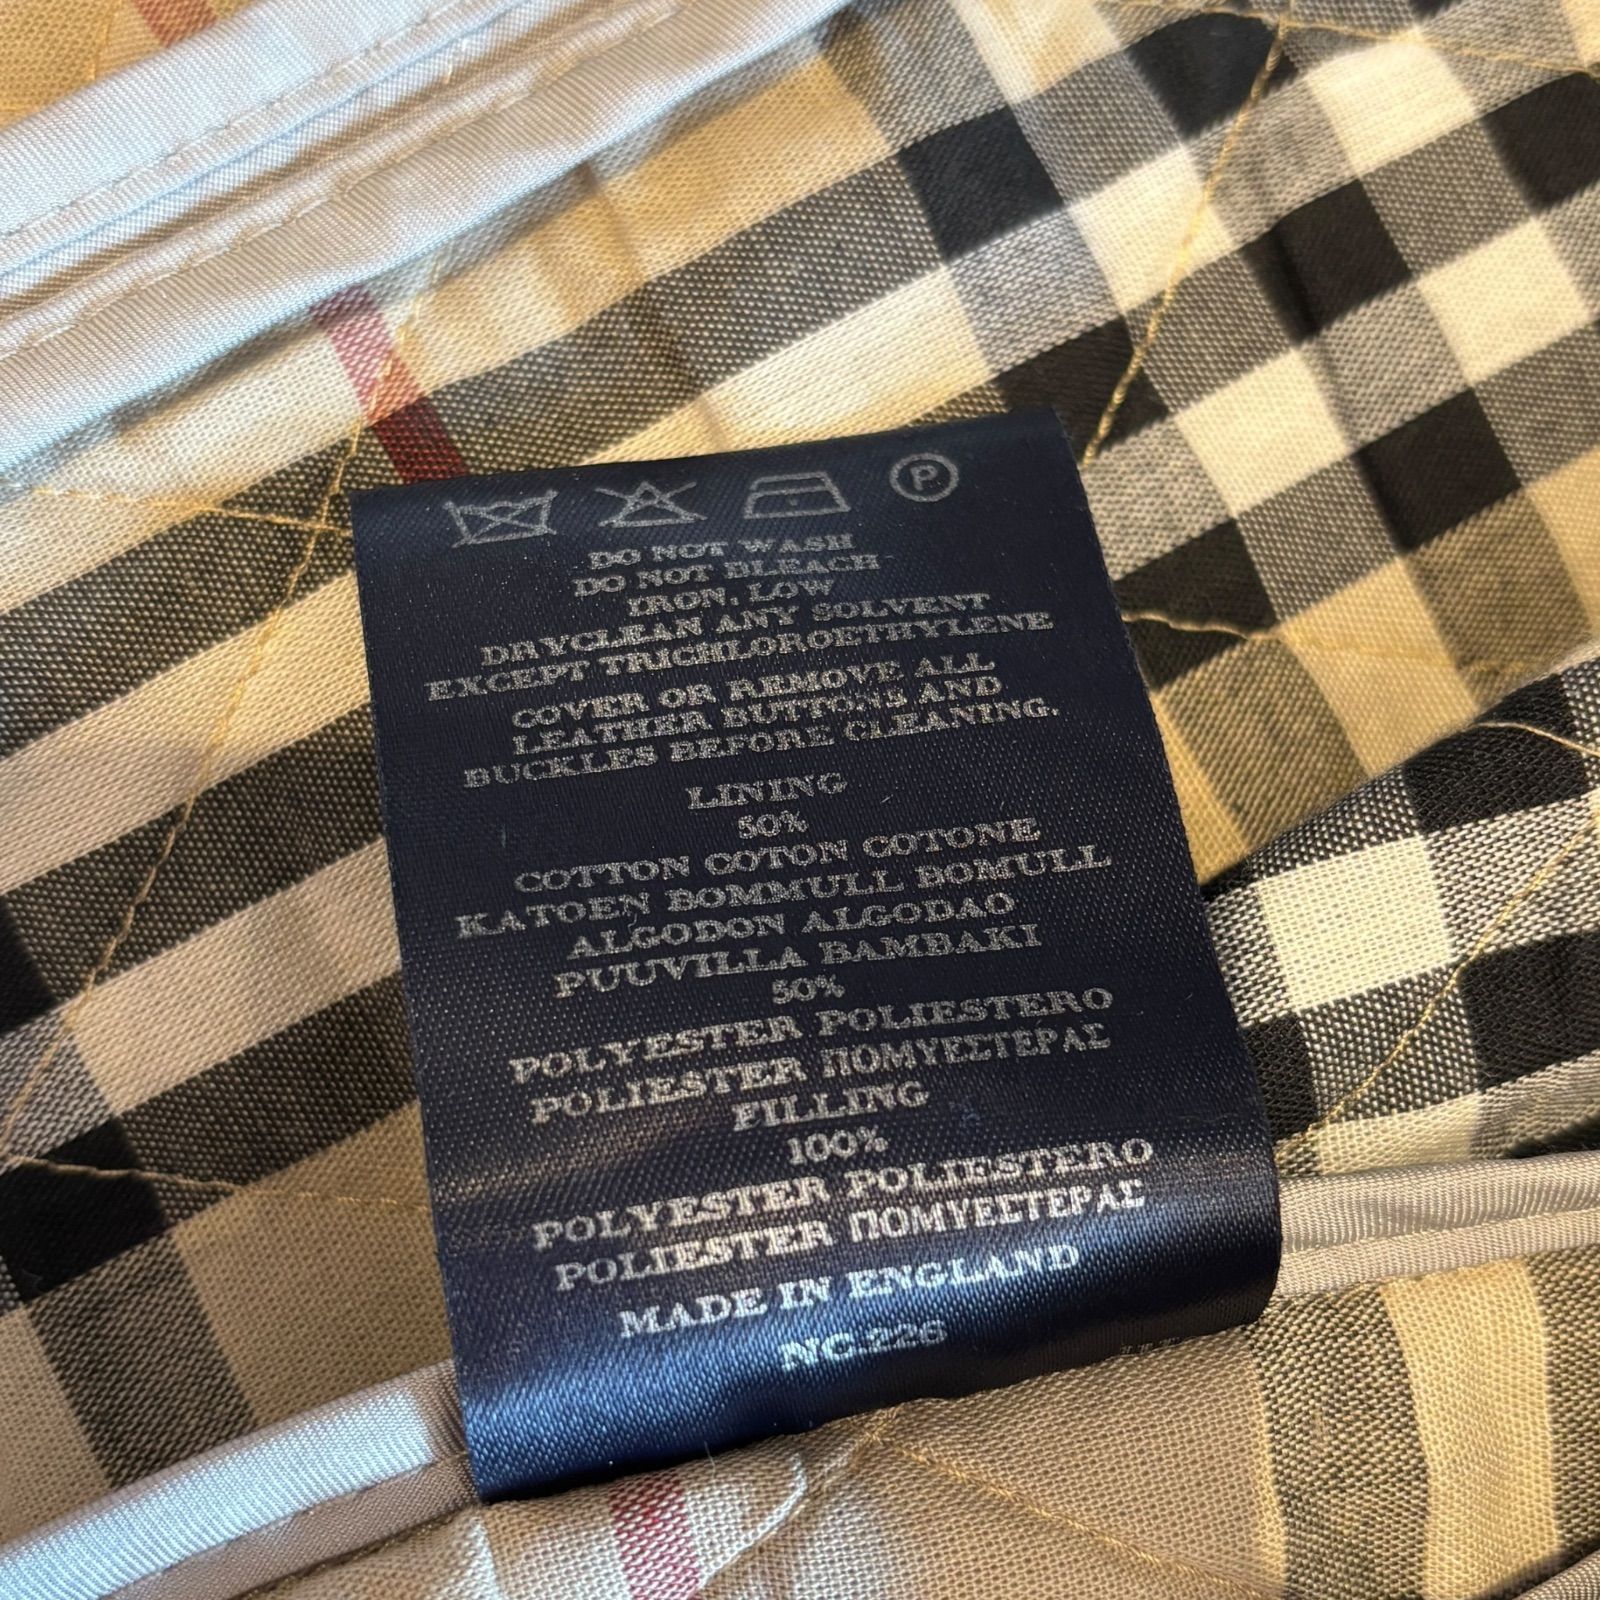 P
DO NOT WASH
DO NOT BLEACH
IRON, LOW
DRYCLEAN ANY SOLVENT
EXCEPT TRICHLOROETHYLENE
COVER OR REMOVE ALL
LEATHER BUTTONS AND
BUCKLES BEFORE CLEANING.
LINING
50%
COTTON COTON COTONE
KATOEN BOMMULL BOMULL
ALGODON ALGODAO
PUUVILLA BAMBAKI
50%
POLYESTER POLIESTERO
POLIESTER ΠΟΜΥΕΣΤΕΡΑΣ
FILLING
100%
POLYESTER POLIESTERO
POLIESTER ΠΟΜΥΕΣΤΕΡΑΣ
MADE IN ENGLAND
NC-226